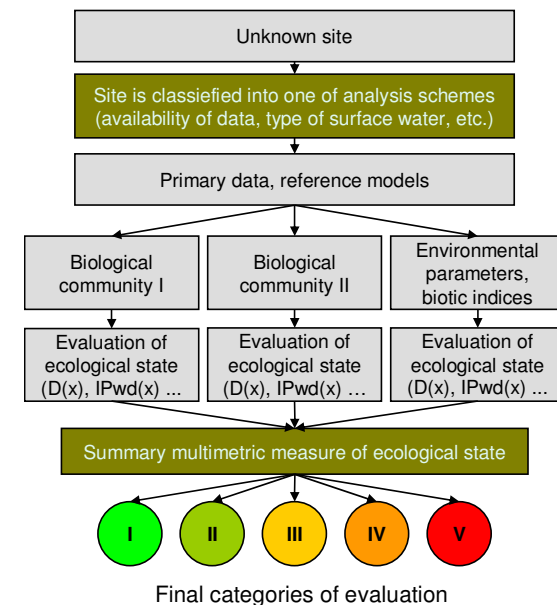 Unknown site
Site is classiefied into one of analysis schemes
(availability of data, type of surface water, etc.)
Primary data, reference models
Biological
community I
Biological
community II
Environmental
parameters,
biotic indices
Evaluation of
ecological state
(D(x), IPwd(x) ...
Evaluation of
ecological state
(D(x), IPwd(x) ...
Evaluation of
ecological state
(D(x), IPwd(x) ...
Summary multimetric measure of ecological state
I
II
III
IV
V
Final categories of evaluation